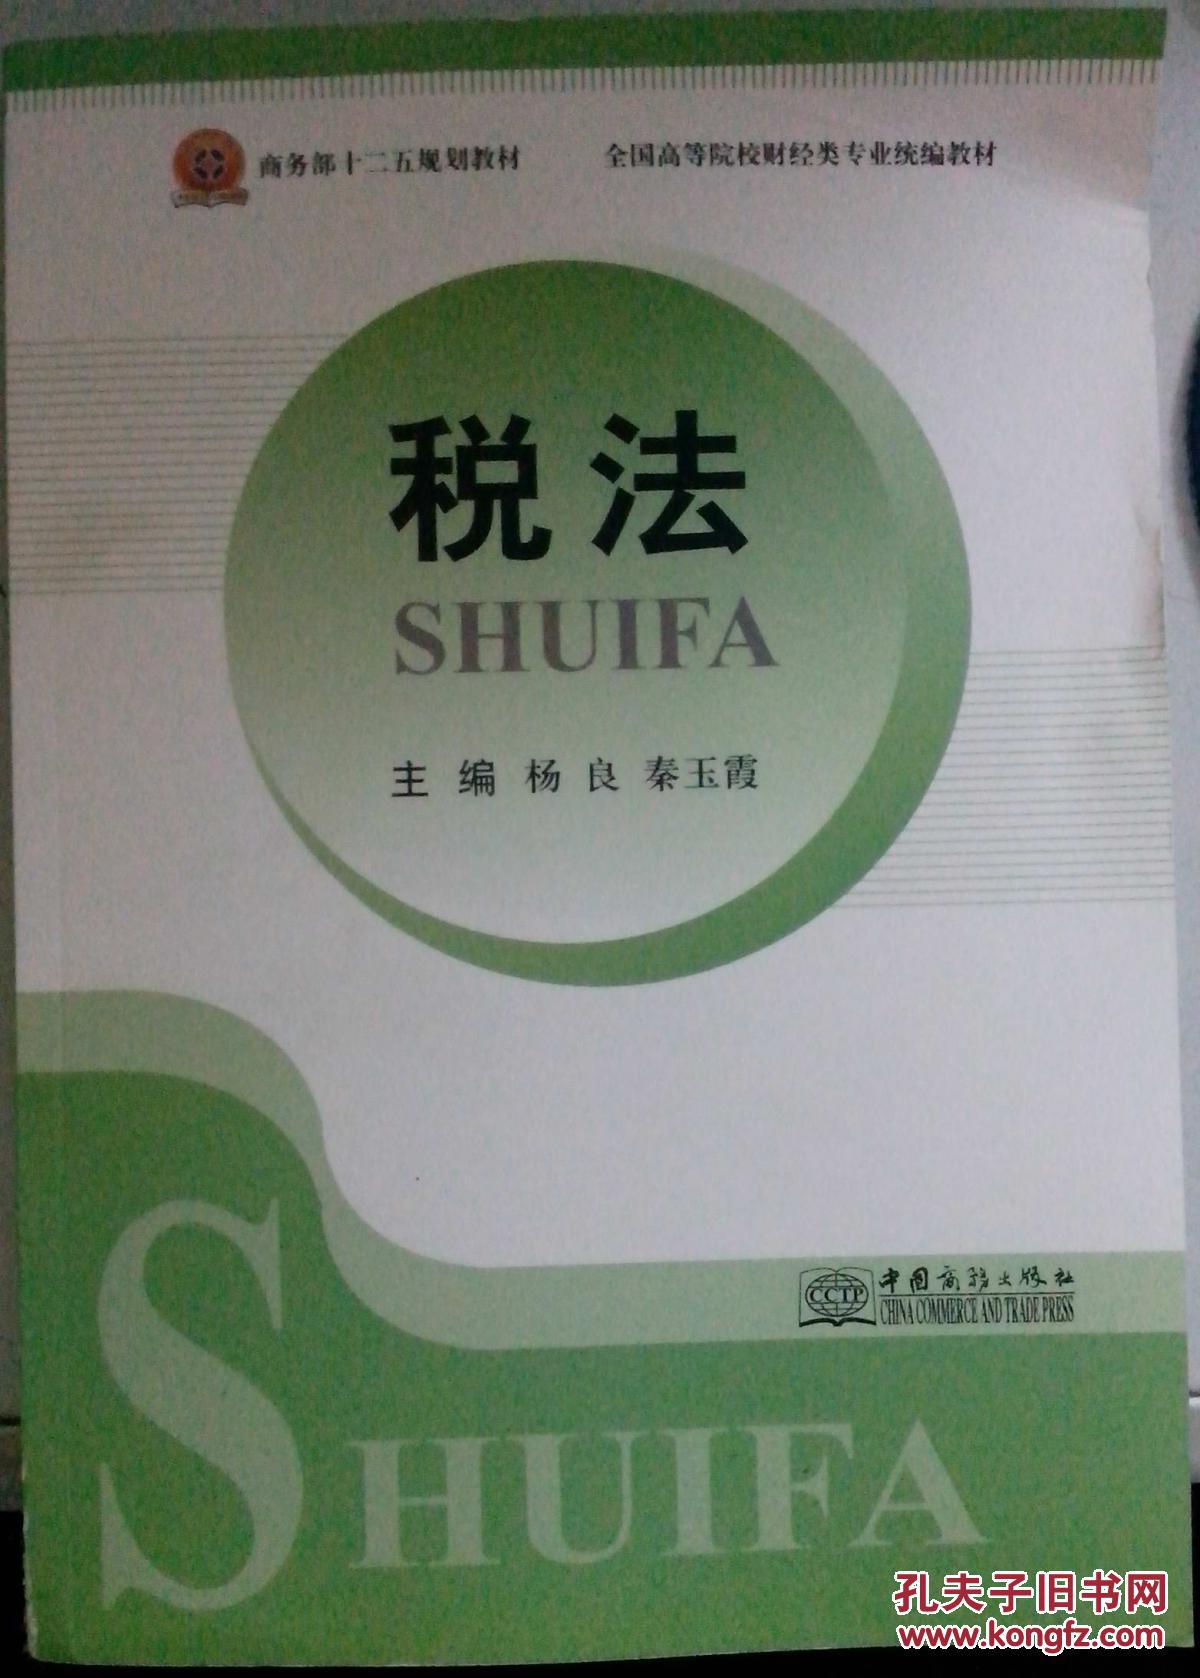 商务部十二五规划教材 全国高等院校财经类专业统编教材
税法
SHUIFA
主 编 杨 良 秦玉霞
CCTP 中国商务出版社
CHINA COMMERCE AND TRADE PRESS
SHUIFA
孔夫子旧书网
www.kongfz.com